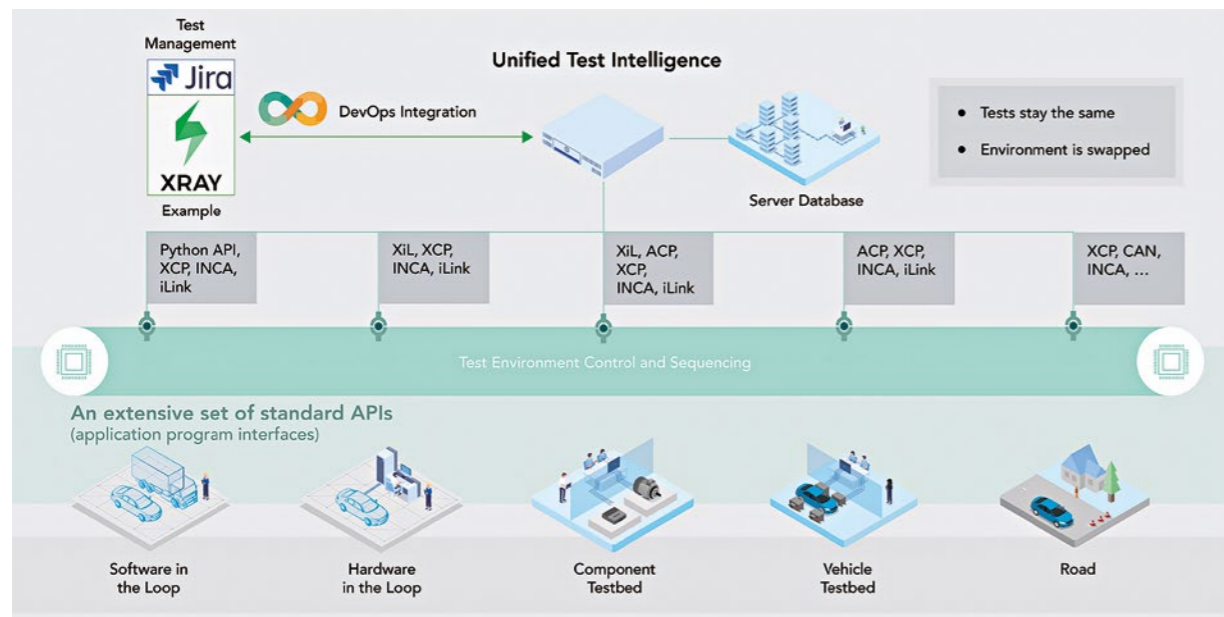 Test
Management
Jira
XRAY
Example
DevOps Integration
Unified Test Intelligence
Server Database
• Tests stay the same
• Environment is swapped
Python API,
XCP, INCA,
iLink
XiL, XCP,
INCA, iLink
XiL, ACP,
XCP,
INCA, iLink
ACP, XCP,
INCA, iLink
XCP, CAN,
INCA, ...
Test Environment Control and Sequencing
An extensive set of standard APIs
(application program interfaces)
Software in
the Loop
Hardware
in the Loop
Component
Testbed
Vehicle
Testbed
Road